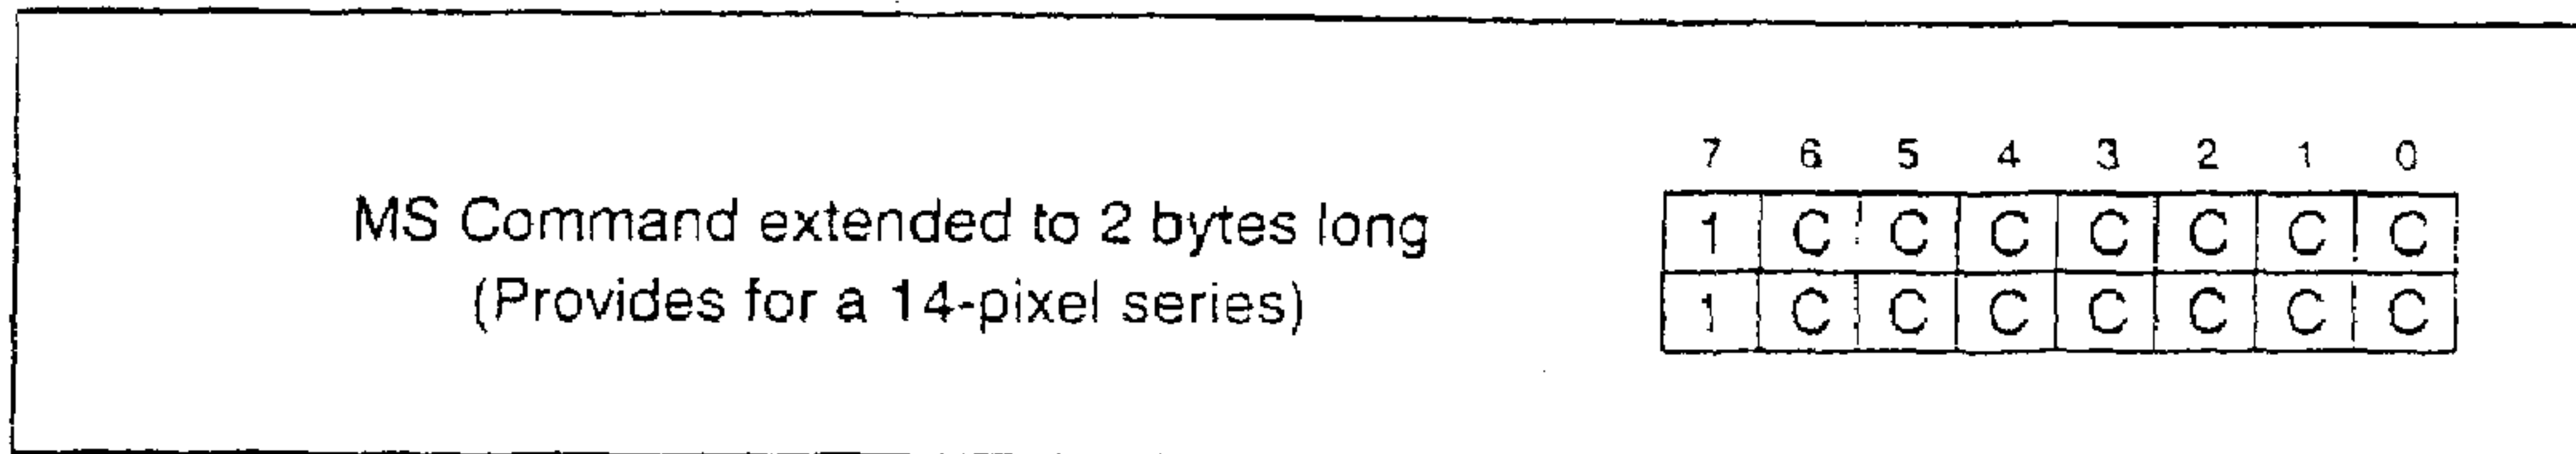 7 6 5 4 3 2 1 0
MS Command extended to 2 bytes long
1 C C C C C C C
(Provides for a 14-pixel series)
1 C C C C C C C